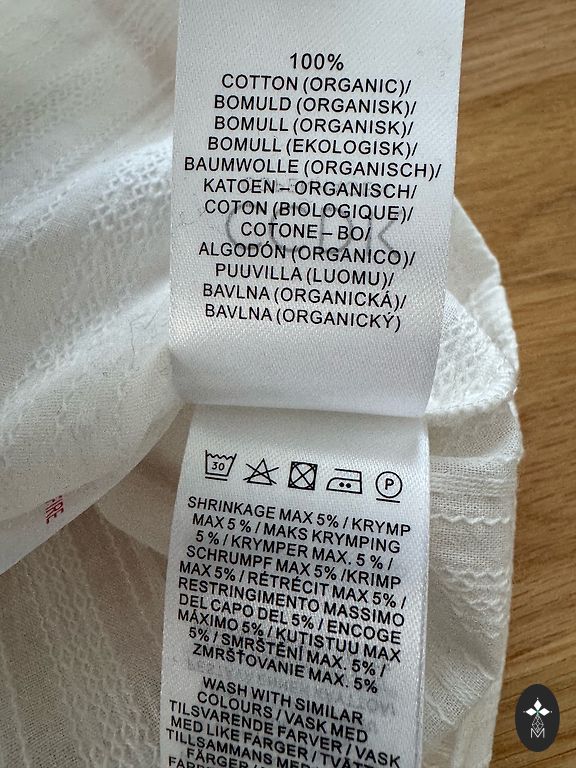 100%
COTTON (ORGANIC)/
BOMULD (ORGANISK)/
BOMULL (ORGANISK)/
BOMULL (EKOLOGISK)/
BAUMWOLLE (ORGANISCH)/
KATOEN – ORGANISCH/
COTON (BIOLOGIQUE)/
COTONE – BO/
ALGODÓN (ORGANICO)/
PUUVILLA (LUOMU)/
BAVLNA (ORGANICKÁ)/
BAVLNA (ORGANICKÝ)
30
P
SHRINKAGE MAX 5% / KRYMP
MAX 5% / MAKS KRYMPING
5% / KRYMPER MAX. 5% /
SCHRUMPF MAX 5% /KRIMP
MAX 5% / RÉTRÉCIT MAX 5% /
RESTRINGIMENTO MASSIMO
DEL CAPO DEL 5% / ENCOGE
MÁXIMO 5% / KUTISTUU MAX
5% / SMRŠTĚNÍ MAX. 5% /
ZMRŠŤOVANIE MAX. 5%
WASH WITH SIMILAR
COLOURS / VASK MED
TILSVARENDE FARVER / VASK
MED LIKE FARGER / TVÄTTA
TILLSAMMANS MED
M